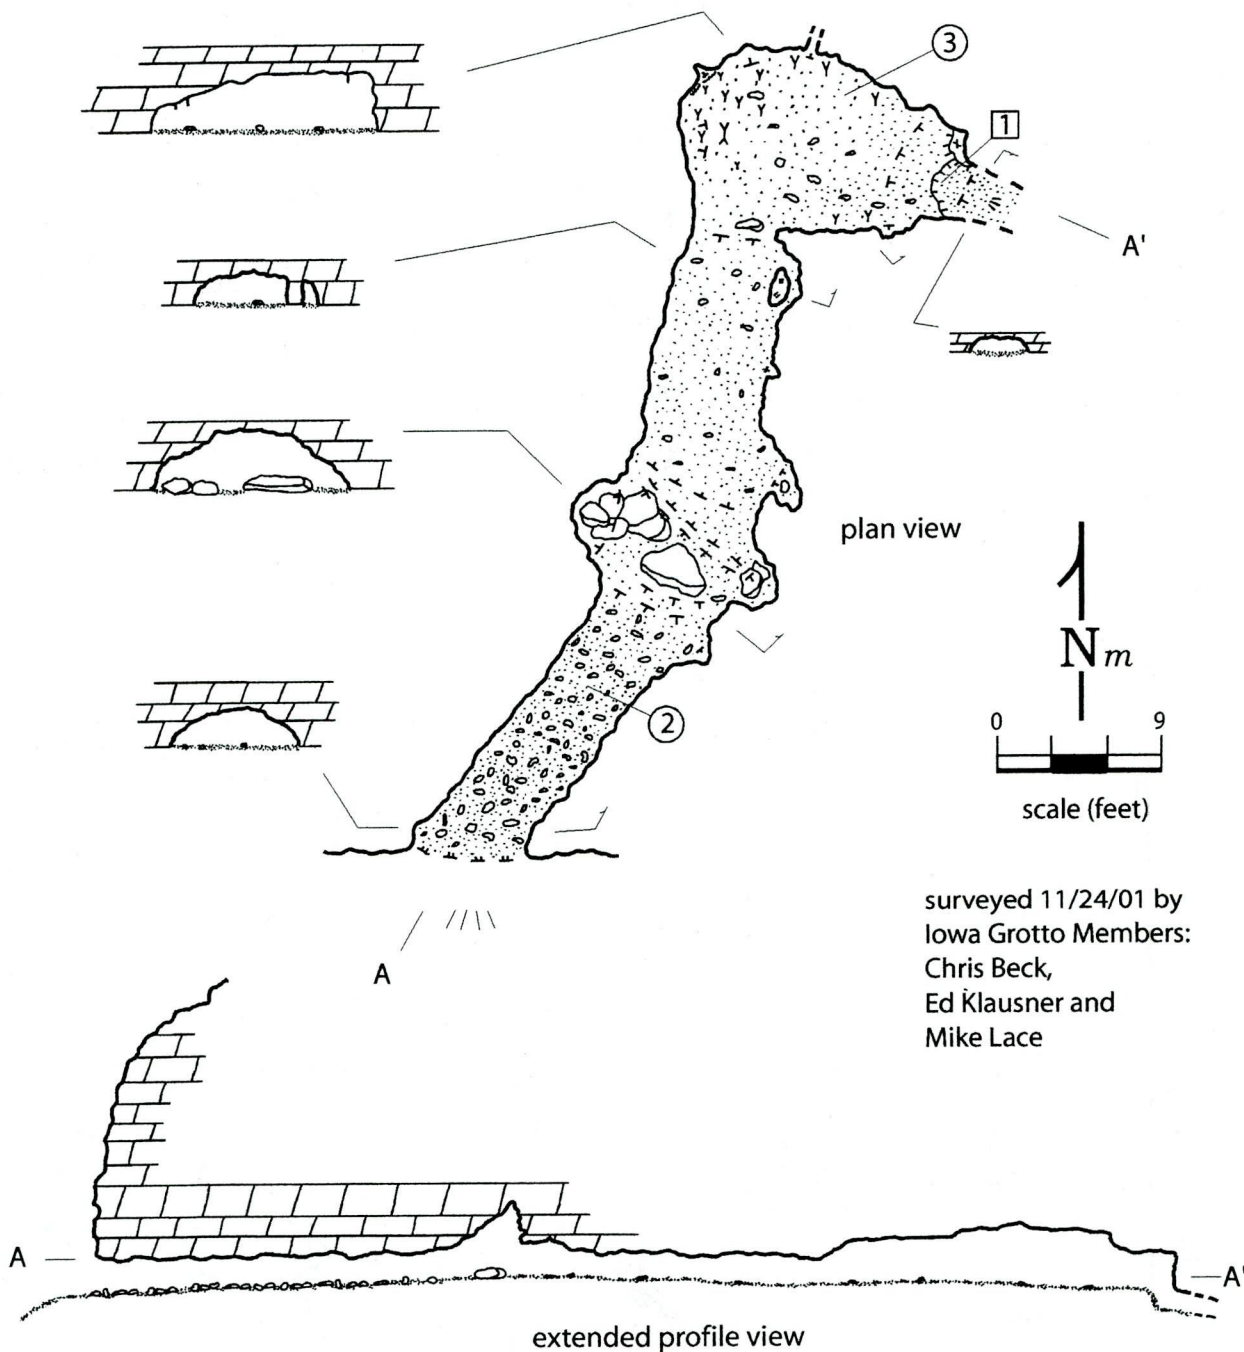 3
1
A'
plan view
N m
2
0 9
scale (feet)
A
surveyed 11/24/01 by
Iowa Grotto Members:
Chris Beck,
Ed Klausner and
Mike Lace
A
A'
extended profile view